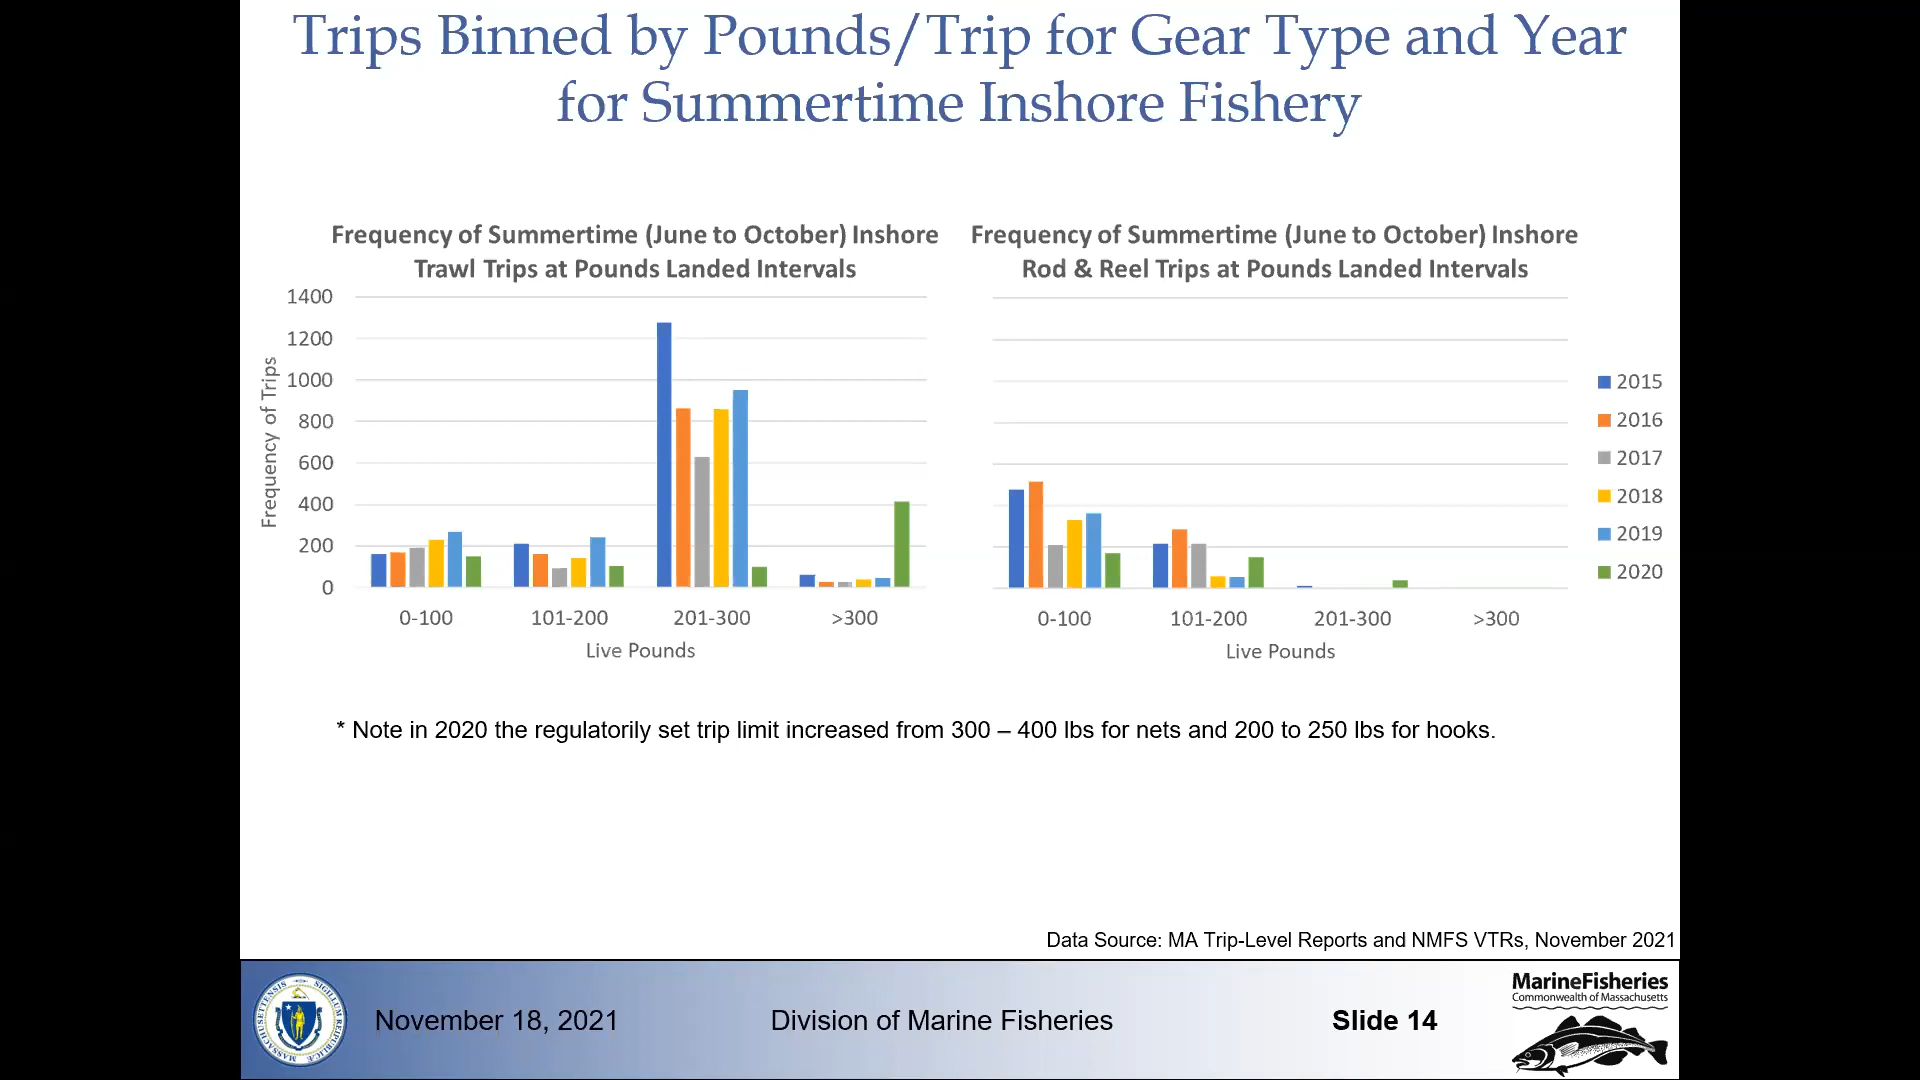 Trips Binned by Pounds/Trip for Gear Type and Year
for Summertime Inshore Fishery
Frequency of Summertime (June to October) Inshore
Trawl Trips at Pounds Landed Intervals
1400
1200
1000
800
600
400
200
0
Frequency of Trips
0-100 101-200 201-300 >300
Live Pounds
Frequency of Summertime (June to October) Inshore
Rod & Reel Trips at Pounds Landed Intervals
0-100 101-200 201-300 >300
Live Pounds
2015
2016
2017
2018
2019
2020
* Note in 2020 the regulatorily set trip limit increased from 300 – 400 lbs for nets and 200 to 250 lbs for hooks.
Data Source: MA Trip-Level Reports and NMFS VTRs, November 2021
November 18, 2021
Division of Marine Fisheries
Slide 14
MarineFisheries
Commonwealth of Massachusetts